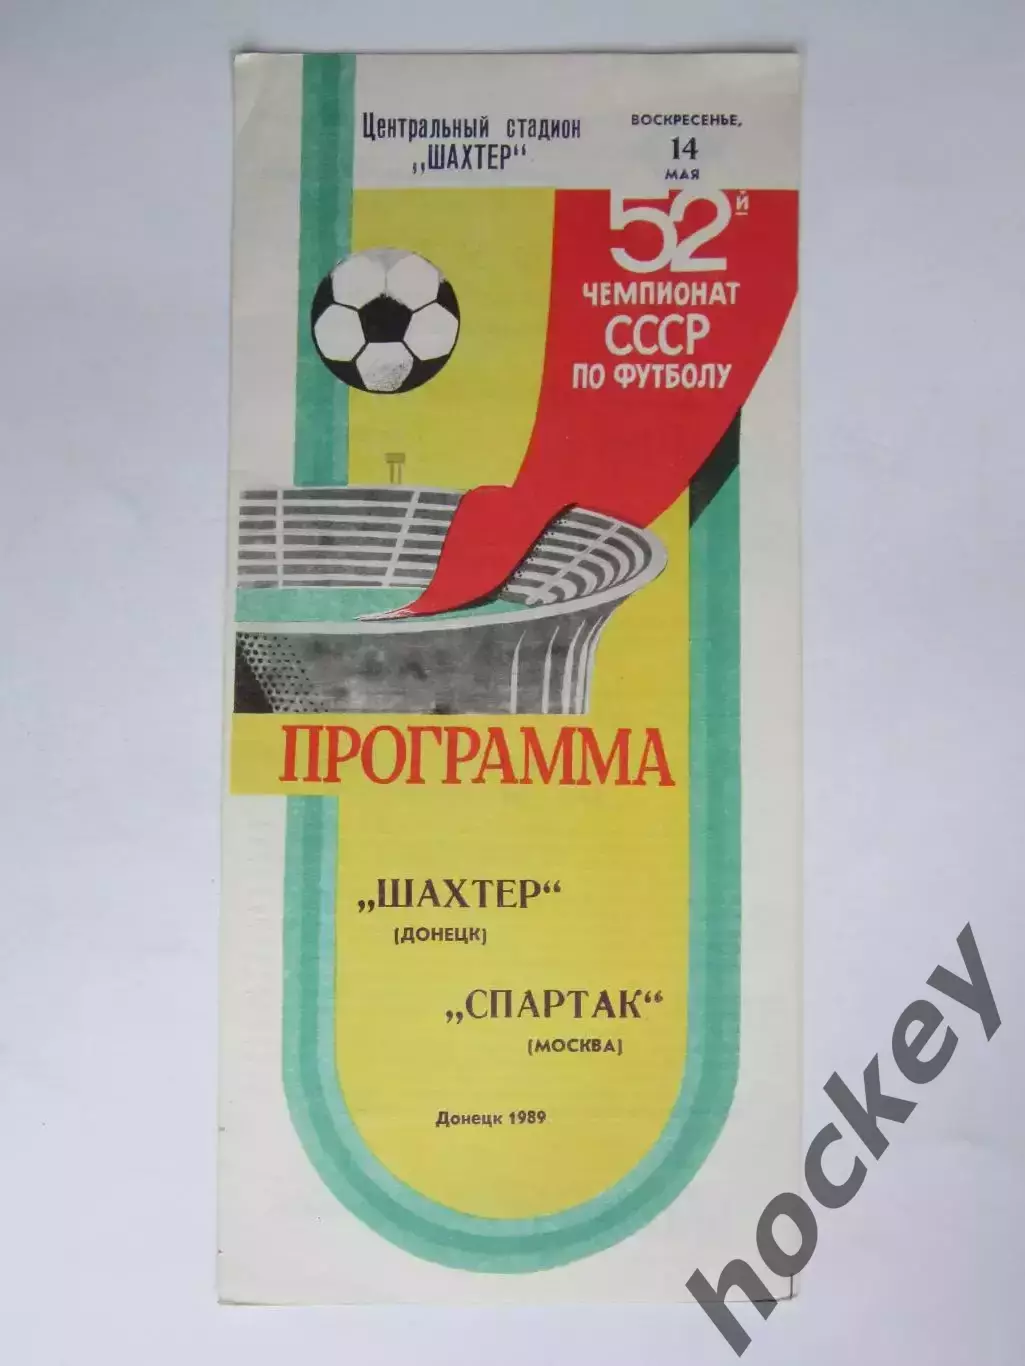 Центральный стадион
„ШАХТЕР“
ВОСКРЕСЕНЬЕ,
14
МАЯ
52й
ЧЕМПИОНАТ
СССР
ПО ФУТБОЛУ
ПРОГРАММА
„ШАХТЕР“
(ДОНЕЦК)
„СПАРТАК“
(МОСКВА)
Донецк 1989
hockey